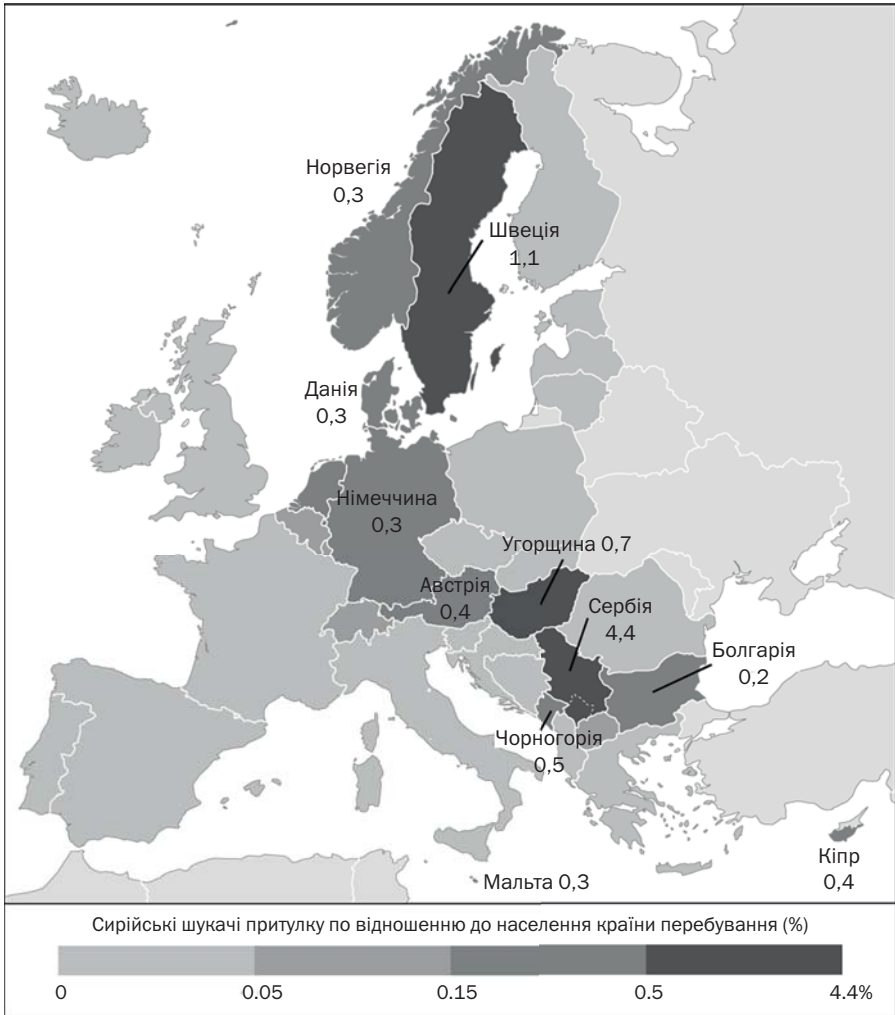 Норвегія
0,3
Швеція
1,1
Данія
0,3
Німеччина
0,3
Угорщина 0,7
Австрія
0,4
Сербія
4,4
Болгарія
0,2
Чорногорія
0,5
Кіпр
0,4
Мальта 0,3
Сирійські шукачі притулку по відношенню до населення країни перебування (%)
0 0.05 0.15 0.5 4.4%